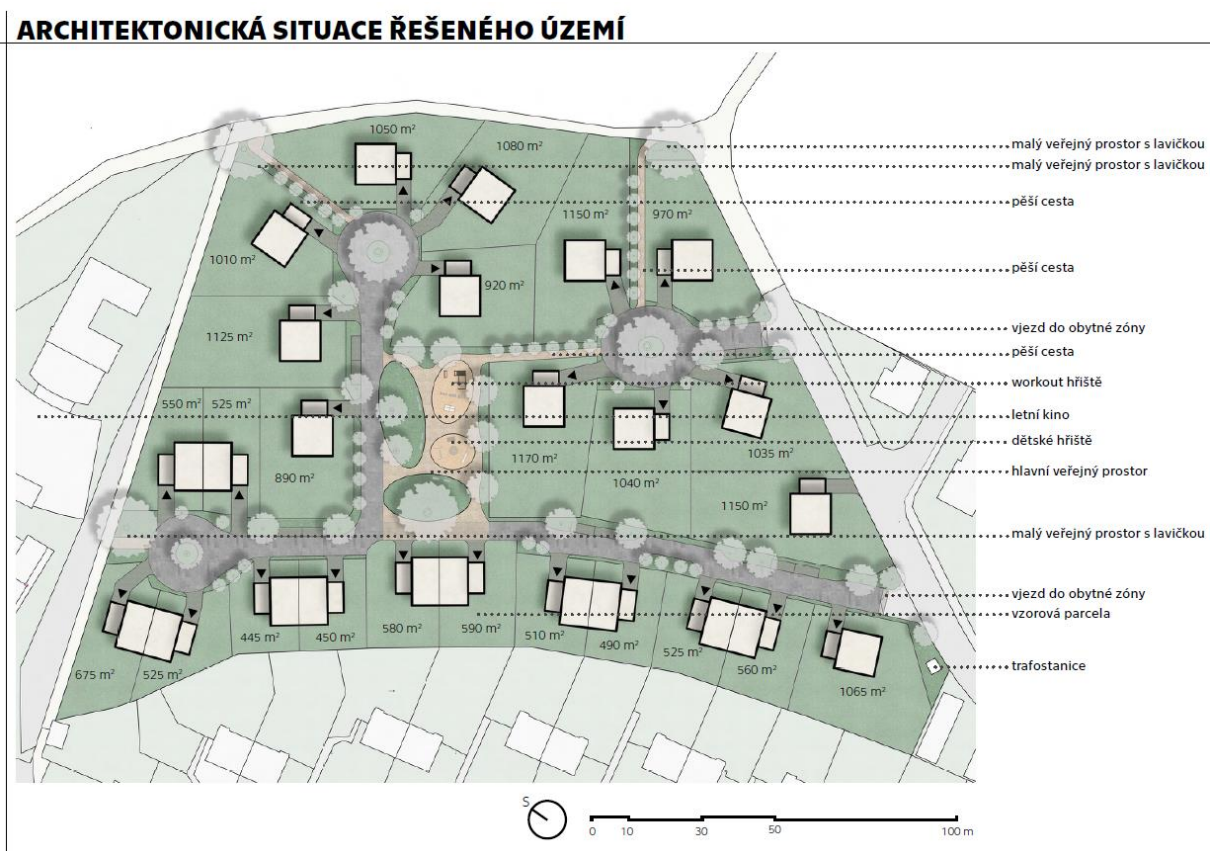 ARCHITEKTONICKÁ SITUACE ŘEŠENÉHO ÚZEMÍ
1050 m²
1080 m²
malý veřejný prostor s lavičkou
malý veřejný prostor s lavičkou
pěší cesta
1150 m²
970 m²
1010 m²
pěší cesta
920 m²
1125 m²
vjezd do obytné zóny
pěší cesta
workout hřiště
550 m²
525 m²
letní kino
dětské hřiště
890 m²
1170 m²
1035 m²
hlavní veřejný prostor
1040 m²
1150 m²
malý veřejný prostor s lavičkou
vjezd do obytné zóny
vzorová parcela
445 m²
450 m²
580 m²
590 m²
510 m²
490 m²
525 m²
560 m²
675 m²
525 m²
1065 m²
trafostanice
S
0 10 30 50 100 m